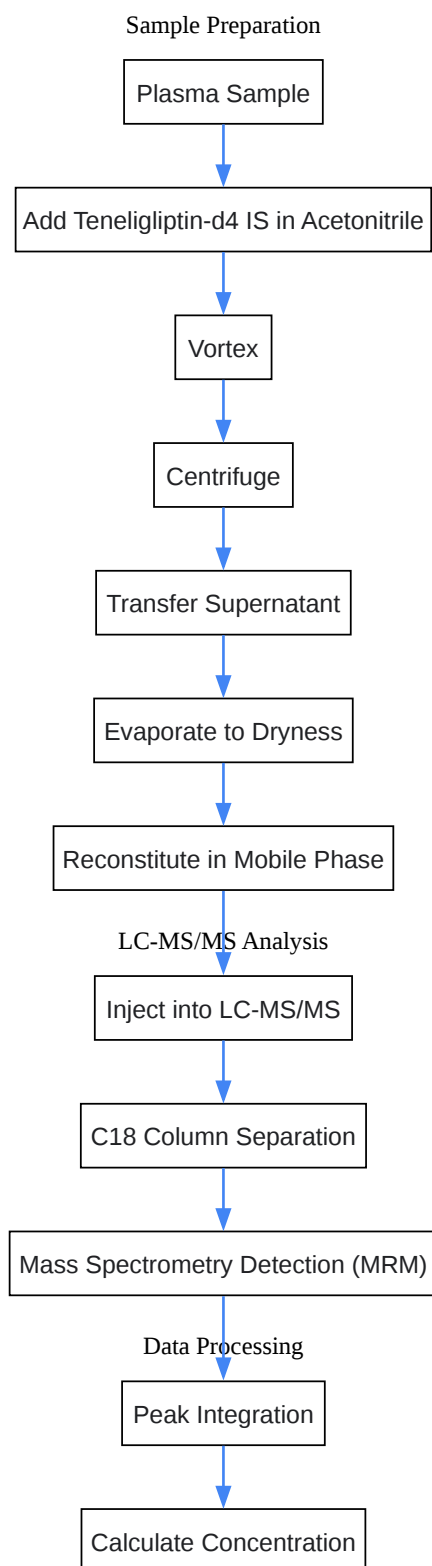 Sample Preparation
Plasma Sample
Add Teneligliptin-d4 IS in Acetonitrile
Vortex
Centrifuge
Transfer Supernatant
Evaporate to Dryness
Reconstitute in Mobile Phase
LC-MS/MS Analysis
Inject into LC-MS/MS
C18 Column Separation
Mass Spectrometry Detection (MRM)
Data Processing
Peak Integration
Calculate Concentration